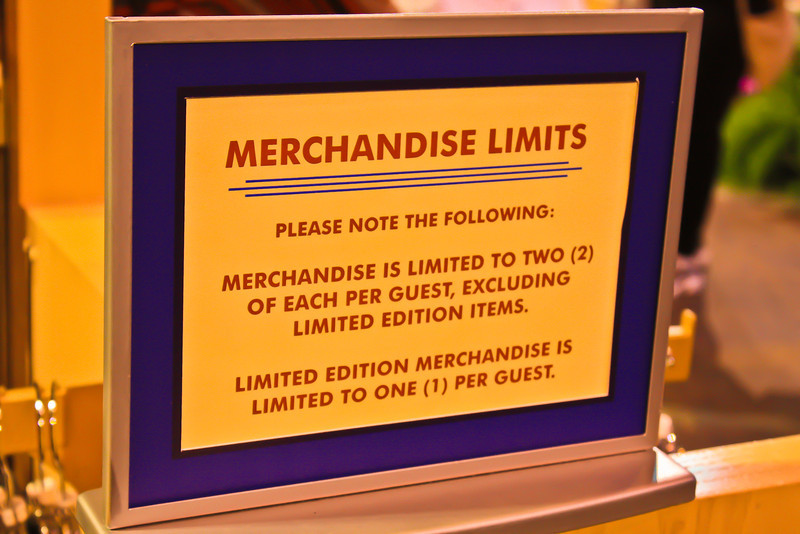 MERCHANDISE LIMITS
PLEASE NOTE THE FOLLOWING:
MERCHANDISE IS LIMITED TO TWO (2)
OF EACH PER GUEST, EXCLUDING
LIMITED EDITION ITEMS.
LIMITED EDITION MERCHANDISE IS
LIMITED TO ONE (1) PER GUEST.